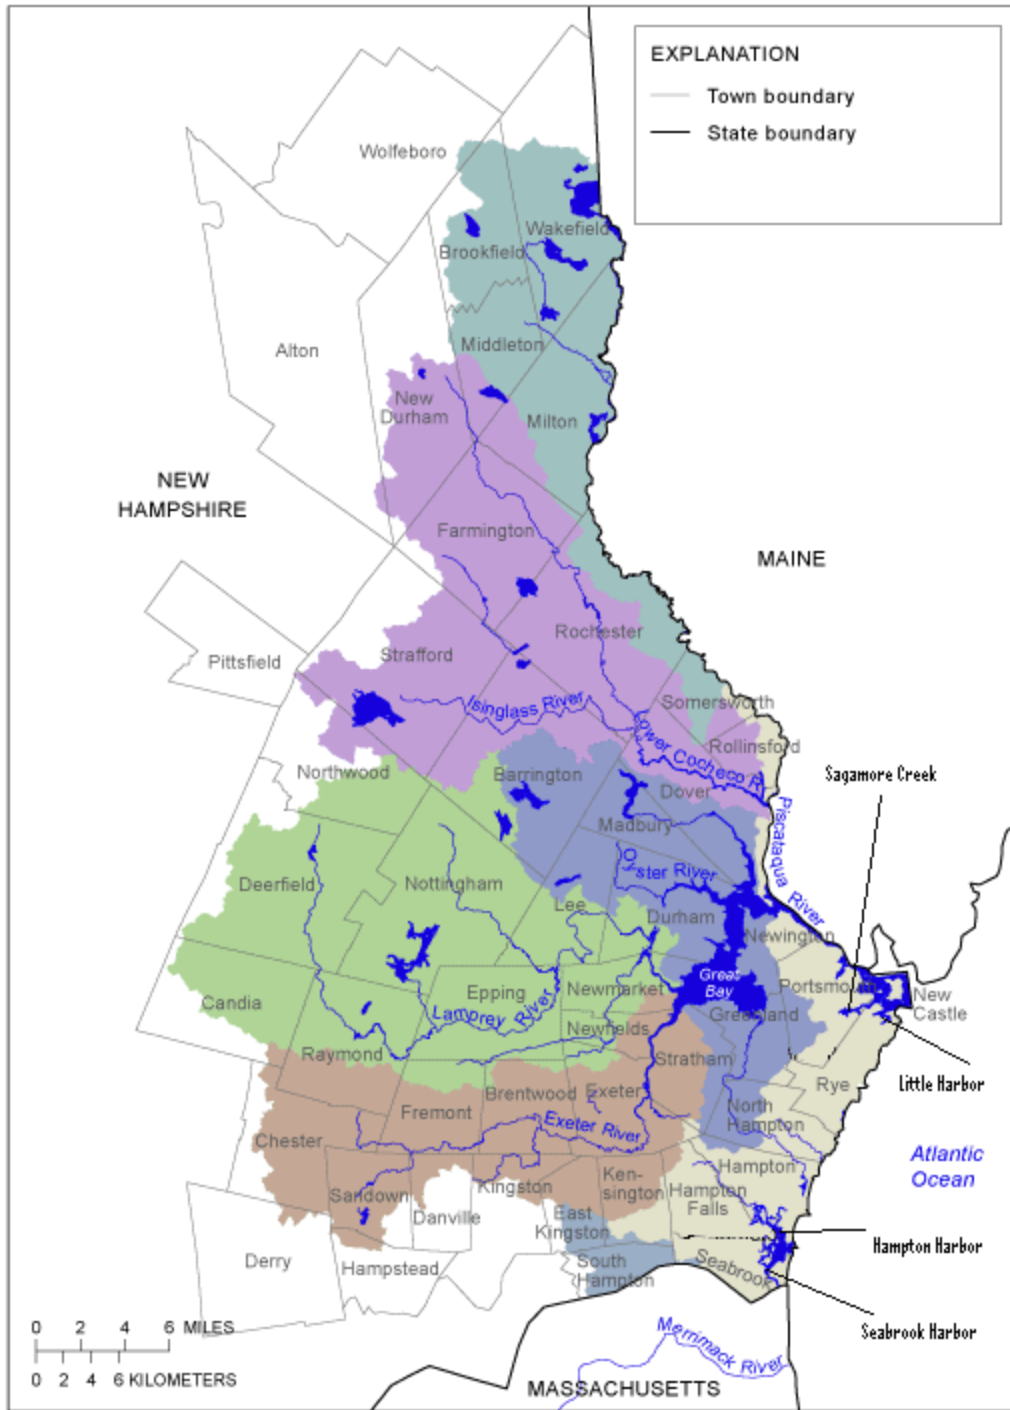 EXPLANATION
Town boundary
State boundary
Wolfeboro
Wakefield
Brookfield
Alton
Middleton
New
Durham
Milton
NEW
HAMPSHIRE
Farmington
MAINE
Rochester
Strafford
Pittsfield
Isinglass River
Somersworth
Lower Cocheco R.
Rollinsford
Northwood
Barrington
Sagamore Creek
Dover
Madbury
Piscataqua River
Oyster River
Deerfield
Nottingham
Lee
Durham
Newington
Great
Bay
Portsmouth
New
Castle
Candia
Epping
Newmarket
Lamprey River
Greenland
Newfields
Raymond
Stratham
Little Harbor
Rye
Brentwood
Exeter
Fremont
North
Hampton
Exeter River
Chester
Atlantic
Ocean
Hampton
Ken-
sington
Kingston
Sandown
Hampton
Falls
Danville
East
Kingston
Hampton Harbor
Derry
Hampstead
South
Hampton
Seabrook
Seabrook Harbor
0 2 4 6 MILES
0 2 4 6 KILOMETERS
Merrimack River
MASSACHUSETTS